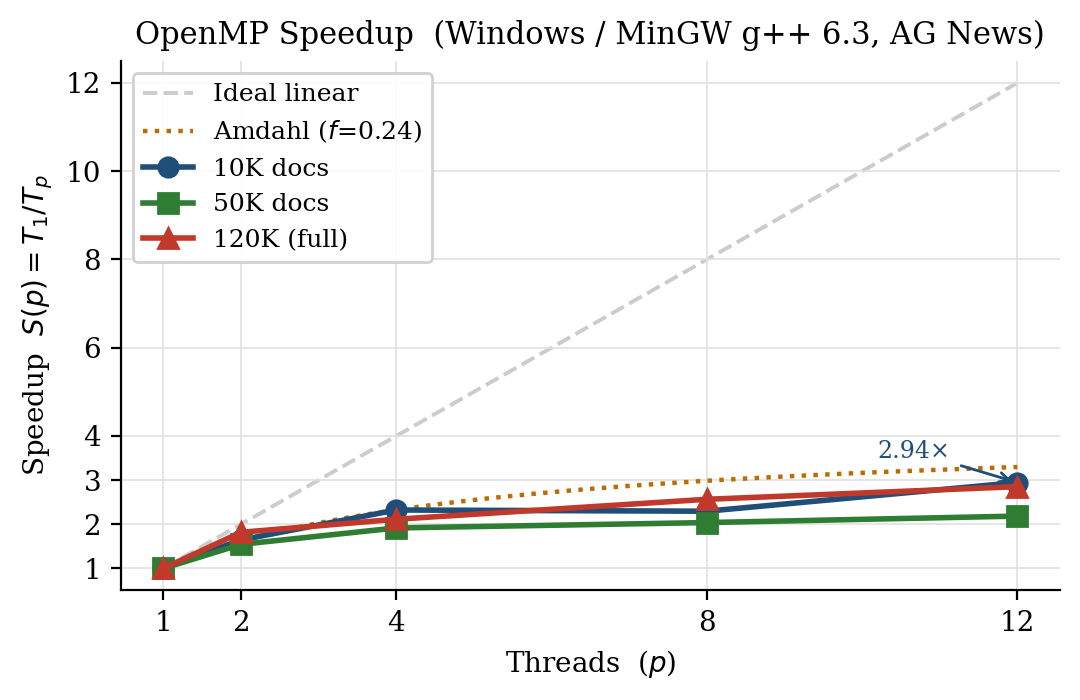 OpenMP Speedup (Windows / MinGW g++ 6.3, AG News)
Ideal linear
Amdahl (f=0.24)
10K docs
50K docs
120K (full)
Speedup S(p) = T₁/Tₚ
12
10
8
6
4
3
2
1
2.94×
1 2 4 8 12
Threads (p)